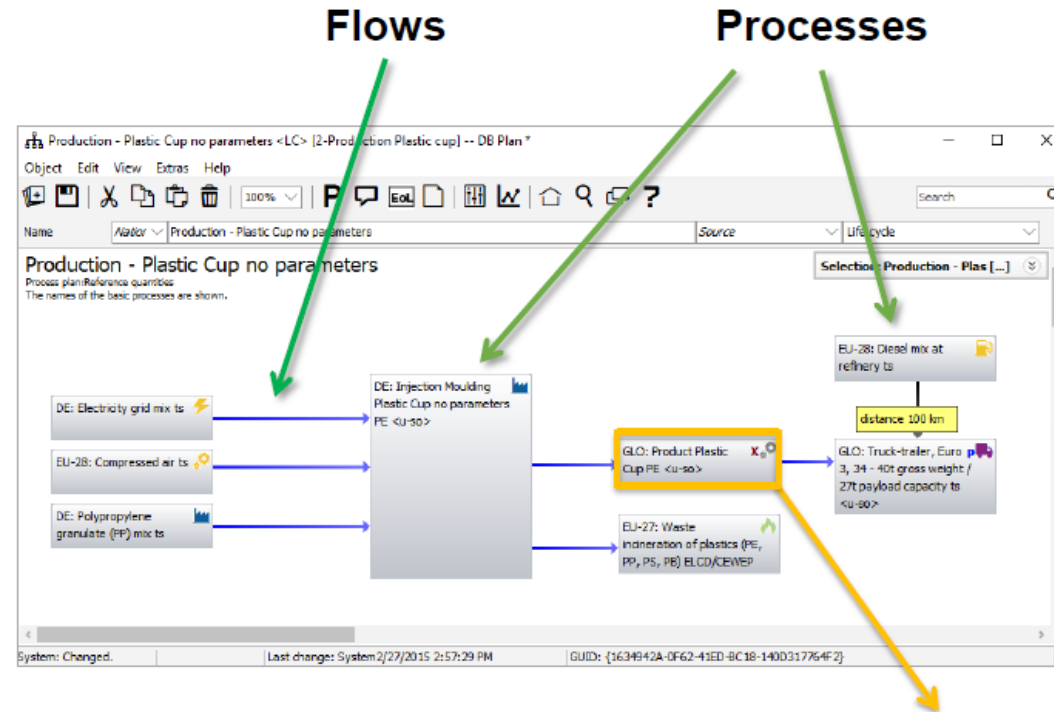 Flows
Processes
Production - Plastic Cup no parameters <LC> [2-Production Plastic cup] -- DB Plan *
Object Edit View Extras Help
100% P EoL ? Search
Name Nation Production - Plastic Cup no parameters Source Life cycle
Production - Plastic Cup no parameters
Process plan:Reference quantities
The names of the basic processes are shown.
Selection: Production - Plas [...]
EU-28: Diesel mix at
refinery ts
distance 100 km
DE: Injection Moulding
Plastic Cup no parameters
PE <u-so>
DE: Electricity grid mix ts
EU-28: Compressed air ts
DE: Polypropylene
granulate (PP) mix ts
GLO: Product Plastic X
Cup PE <u-so>
GLO: Truck-trailer, Euro p
3, 34 - 40t gross weight /
27t payload capacity ts
<u-so>
EU-27: Waste
incineration of plastics (PE,
PP, PS, PB) ELCD/CEWEP
System: Changed. Last change: System2/27/2015 2:57:29 PM GUID: {1634942A-0F62-41ED-BC18-140D317764F2}